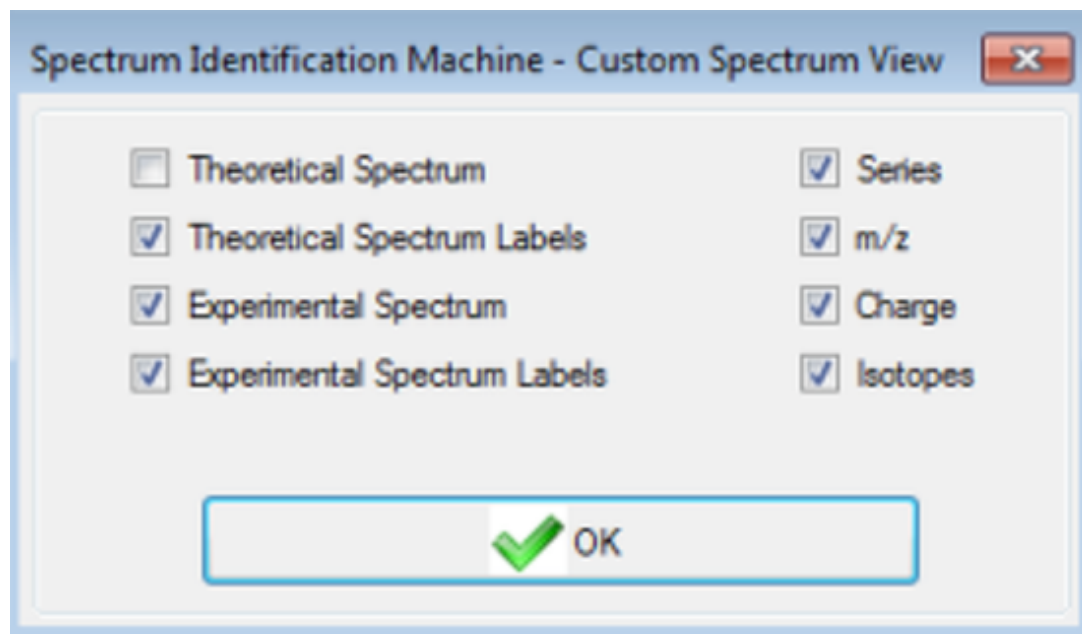 Spectrum Identification Machine - Custom Spectrum View
Theoretical Spectrum
Theoretical Spectrum Labels
Experimental Spectrum
Experimental Spectrum Labels
Series
m/z
Charge
Isotopes
OK